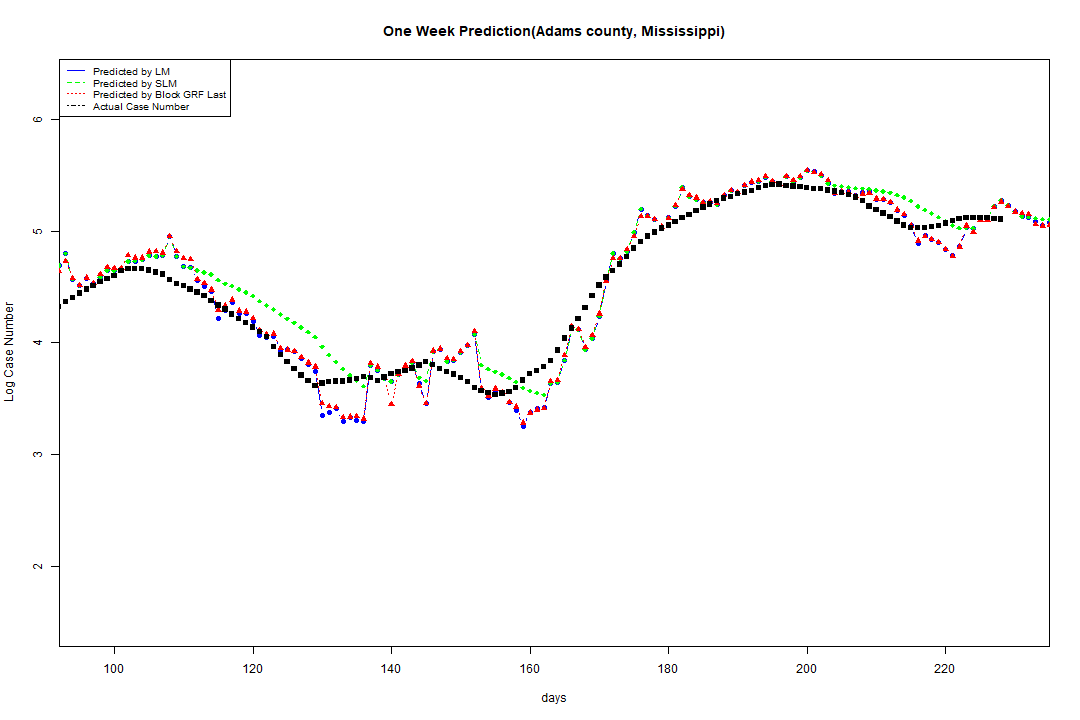 One Week Prediction(Adams county, Mississippi)
Predicted by LM
Predicted by SLM
Predicted by Block GRF Last
Actual Case Number
6
5
4
3
2
Log Case Number
100 120 140 160 180 200 220
days